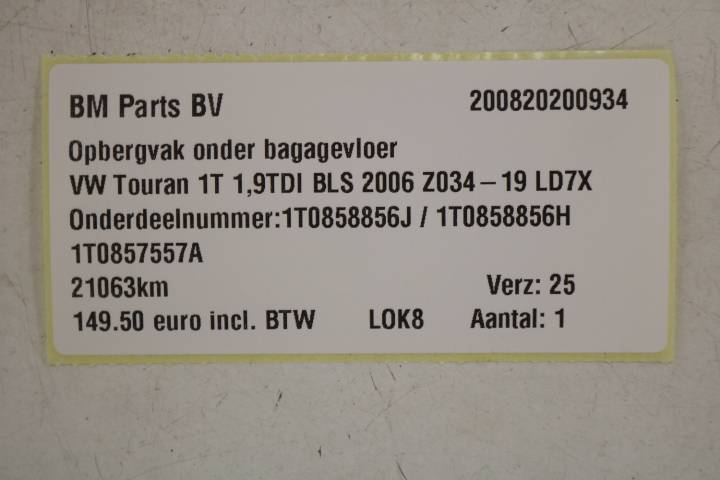 BM Parts BV 200820200934
Opbergvak onder bagagevloer
VW Touran 1T 1,9TDI BLS 2006 Z034-19 LD7X
Onderdeelnummer:1T0858856J / 1T0858856H
1T0857557A
21063km Verz: 25
149.50 euro incl. BTW LOK8 Aantal: 1